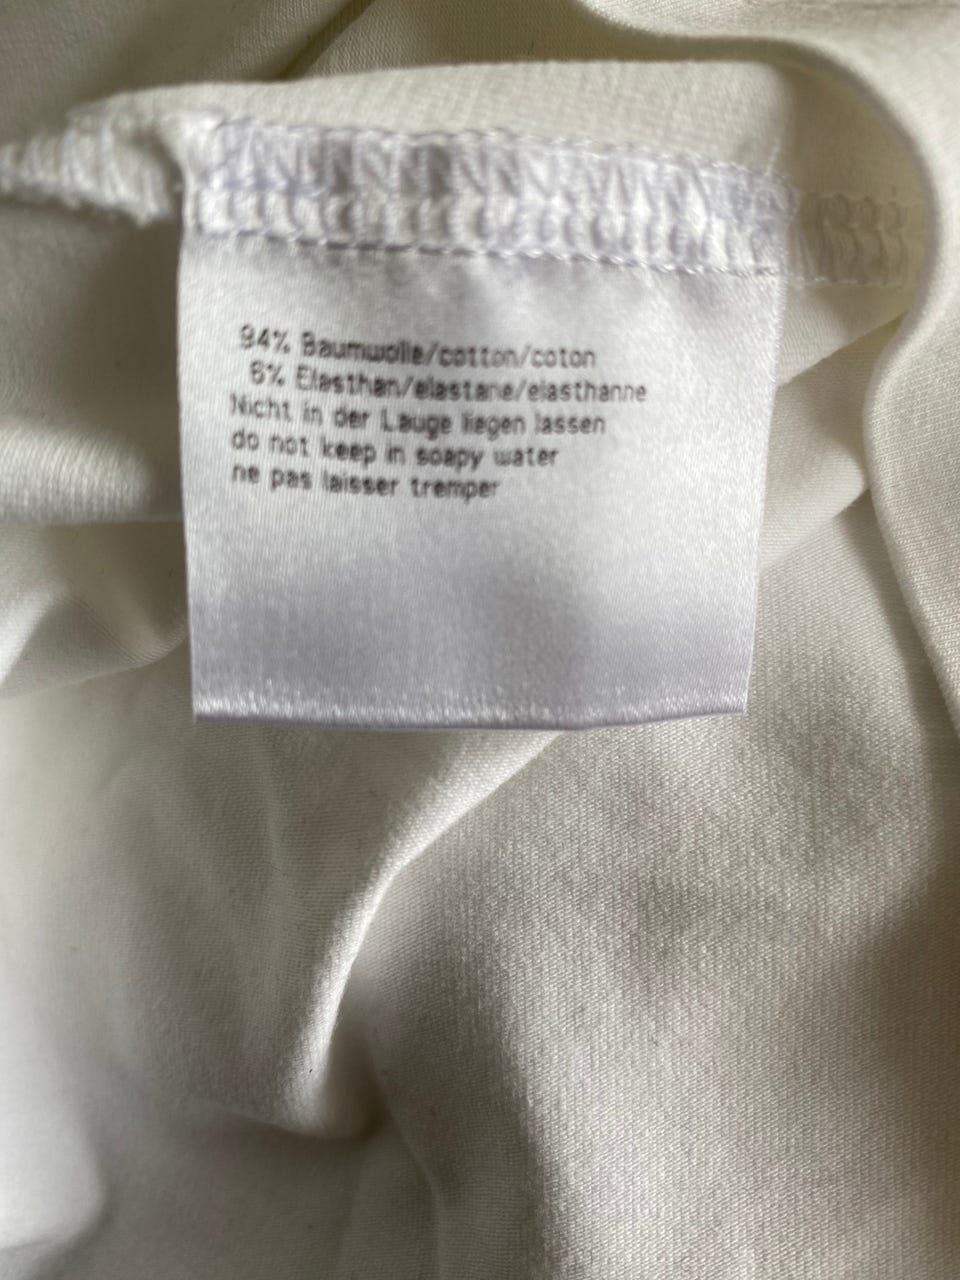 94% Baumwolle/cotton/coton
6% Elasthan/elastane/elasthanne
Nicht in der Lauge liegen lassen
do not keep in soapy water
ne pas laisser tremper